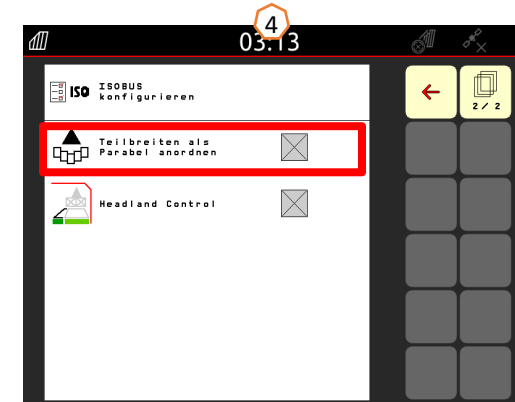 4
03:13
ISO ISOBUS
konfigurieren
2 / 2
Teilbreiten als
Parabel anordnen
Headland Control